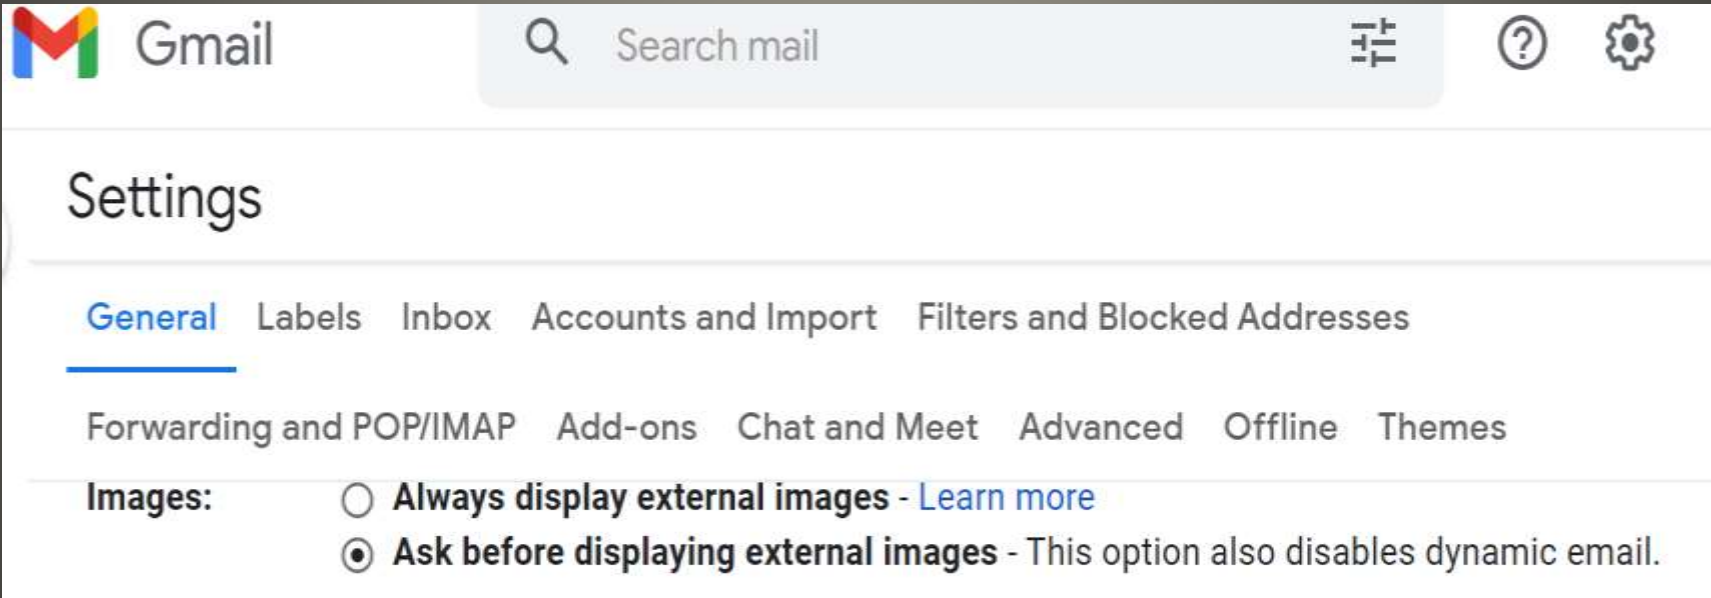 Gmail Search mail
Settings
General Labels Inbox Accounts and Import Filters and Blocked Addresses
Forwarding and POP/IMAP Add-ons Chat and Meet Advanced Offline Themes
Images: Always display external images - Learn more
Ask before displaying external images - This option also disables dynamic email.